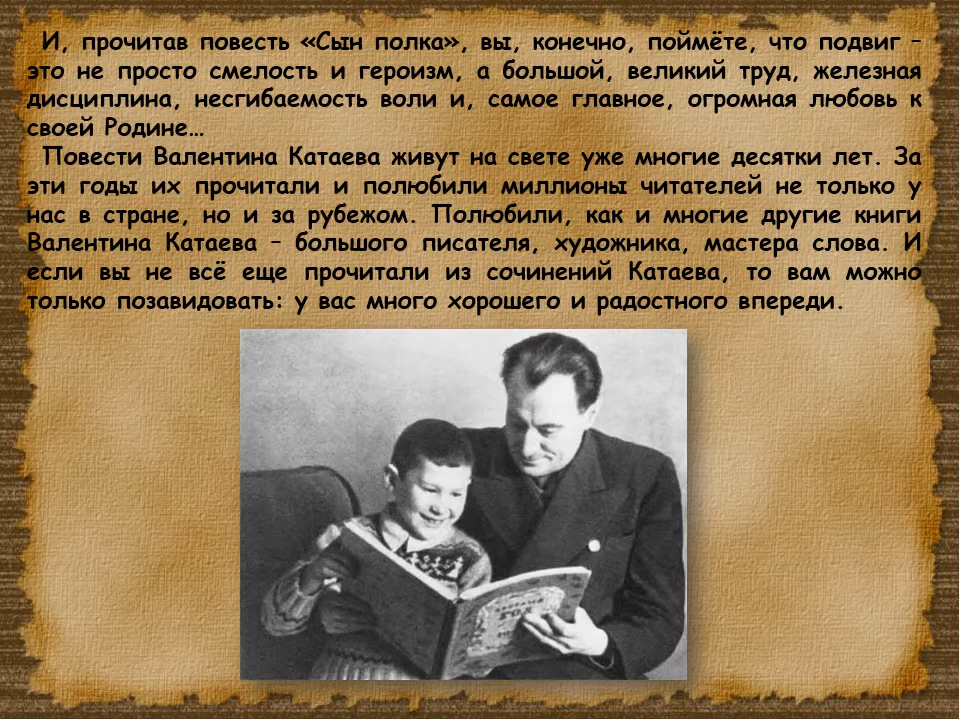 И, прочитав повесть «Сын полка», вы, конечно, поймёте, что подвиг –
это не просто смелость и героизм, а большой, великий труд, железная
дисциплина, несгибаемость воли и, самое главное, огромная любовь к
своей Родине…
Повести Валентина Катаева живут на свете уже многие десятки лет. За
эти годы их прочитали и полюбили миллионы читателей не только у
нас в стране, но и за рубежом. Полюбили, как и многие другие книги
Валентина Катаева – большого писателя, художника, мастера слова. И
если вы не всё еще прочитали из сочинений Катаева, то вам можно
только позавидовать: у вас много хорошего и радостного впереди.
ГОД